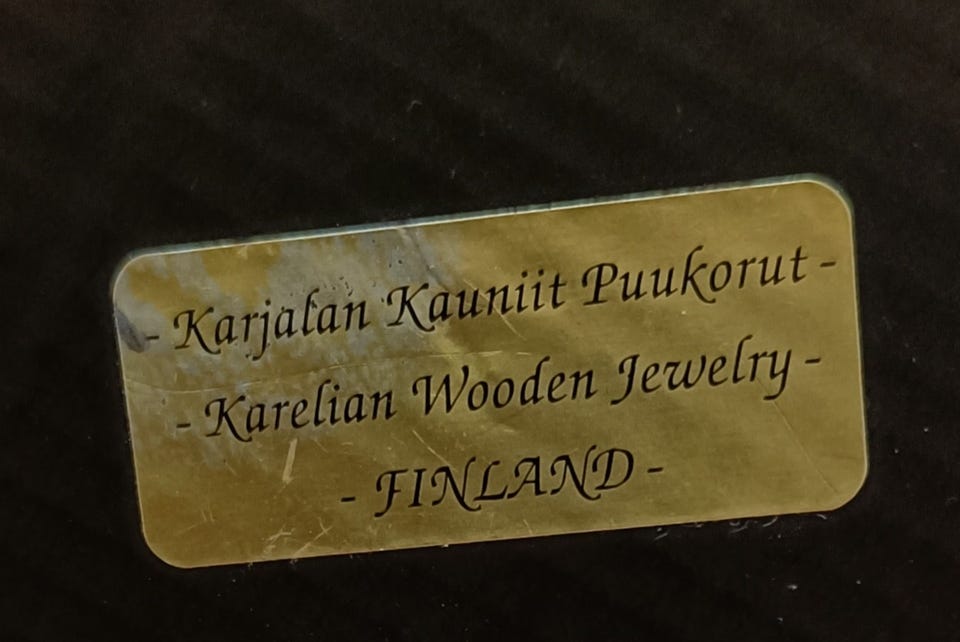 - Karjalan Kauniit Puukorut -
- Karelian Wooden Jewelry -
- FINLAND -